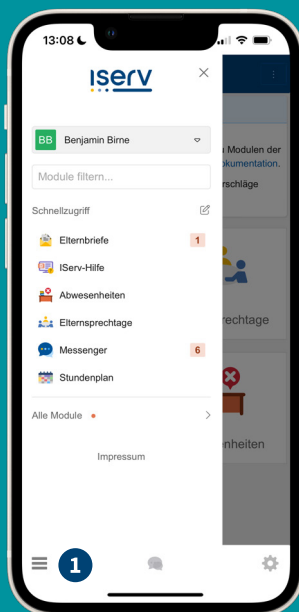 13:08
IServ
BB Benjamin Birne
Module filtern...
Schnellzugriff
Elternbriefe 1
IServ-Hilfe
Abwesenheiten
Elternsprechtage
Messenger 6
Stundenplan
Alle Module
Impressum
Modulen der
okumentation.
rschläge
rechtage
nheiten
1